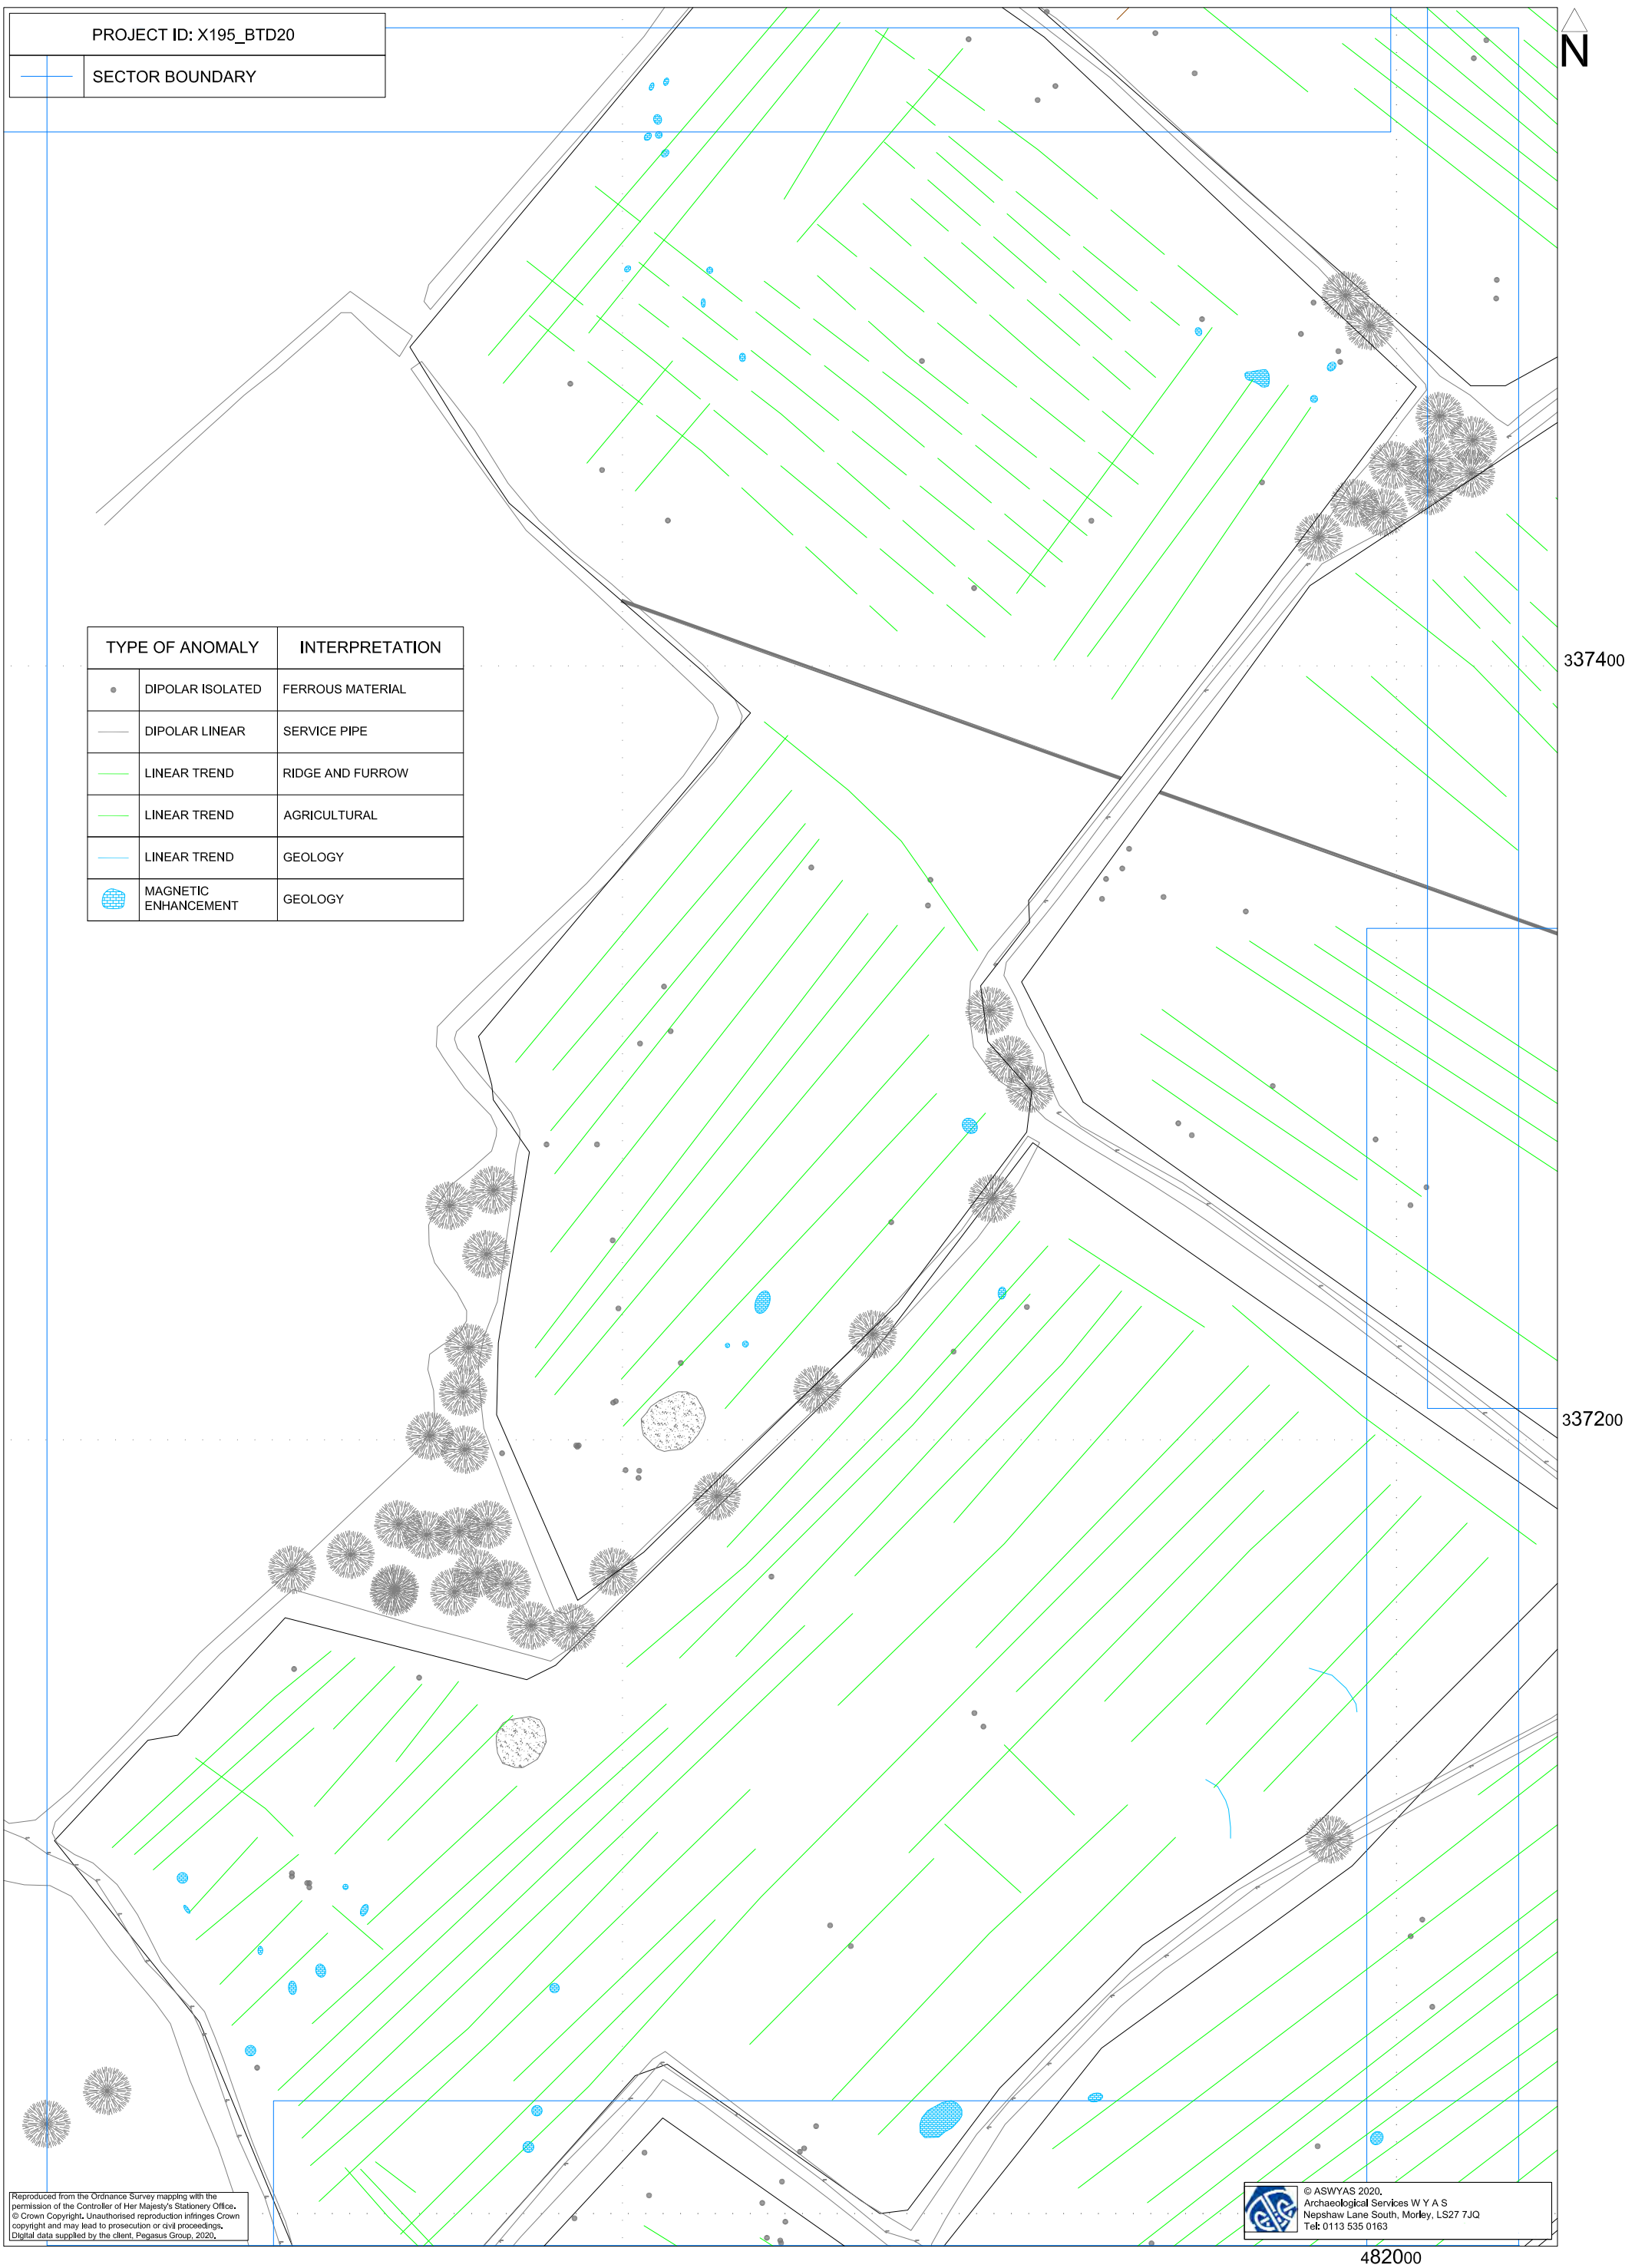 PROJECT ID: X195_BTD20
SECTOR BOUNDARY
N
TYPE OF ANOMALY INTERPRETATION
DIPOLAR ISOLATED FERROUS MATERIAL
DIPOLAR LINEAR SERVICE PIPE
LINEAR TREND RIDGE AND FURROW
LINEAR TREND AGRICULTURAL
LINEAR TREND GEOLOGY
MAGNETIC
ENHANCEMENT GEOLOGY
337400
337200
Reproduced from the Ordnance Survey mapping with the
permission of the Controller of Her Majesty's Stationery Office.
© Crown Copyright. Unauthorised reproduction infringes Crown
copyright and may lead to prosecution or civil proceedings.
Digital data supplied by the client, Pegasus Group, 2020.
© ASWYAS 2020.
Archaeological Services W Y A S
Nepshaw Lane South, Morley, LS27 7JQ
Tel: 0113 535 0163
482000